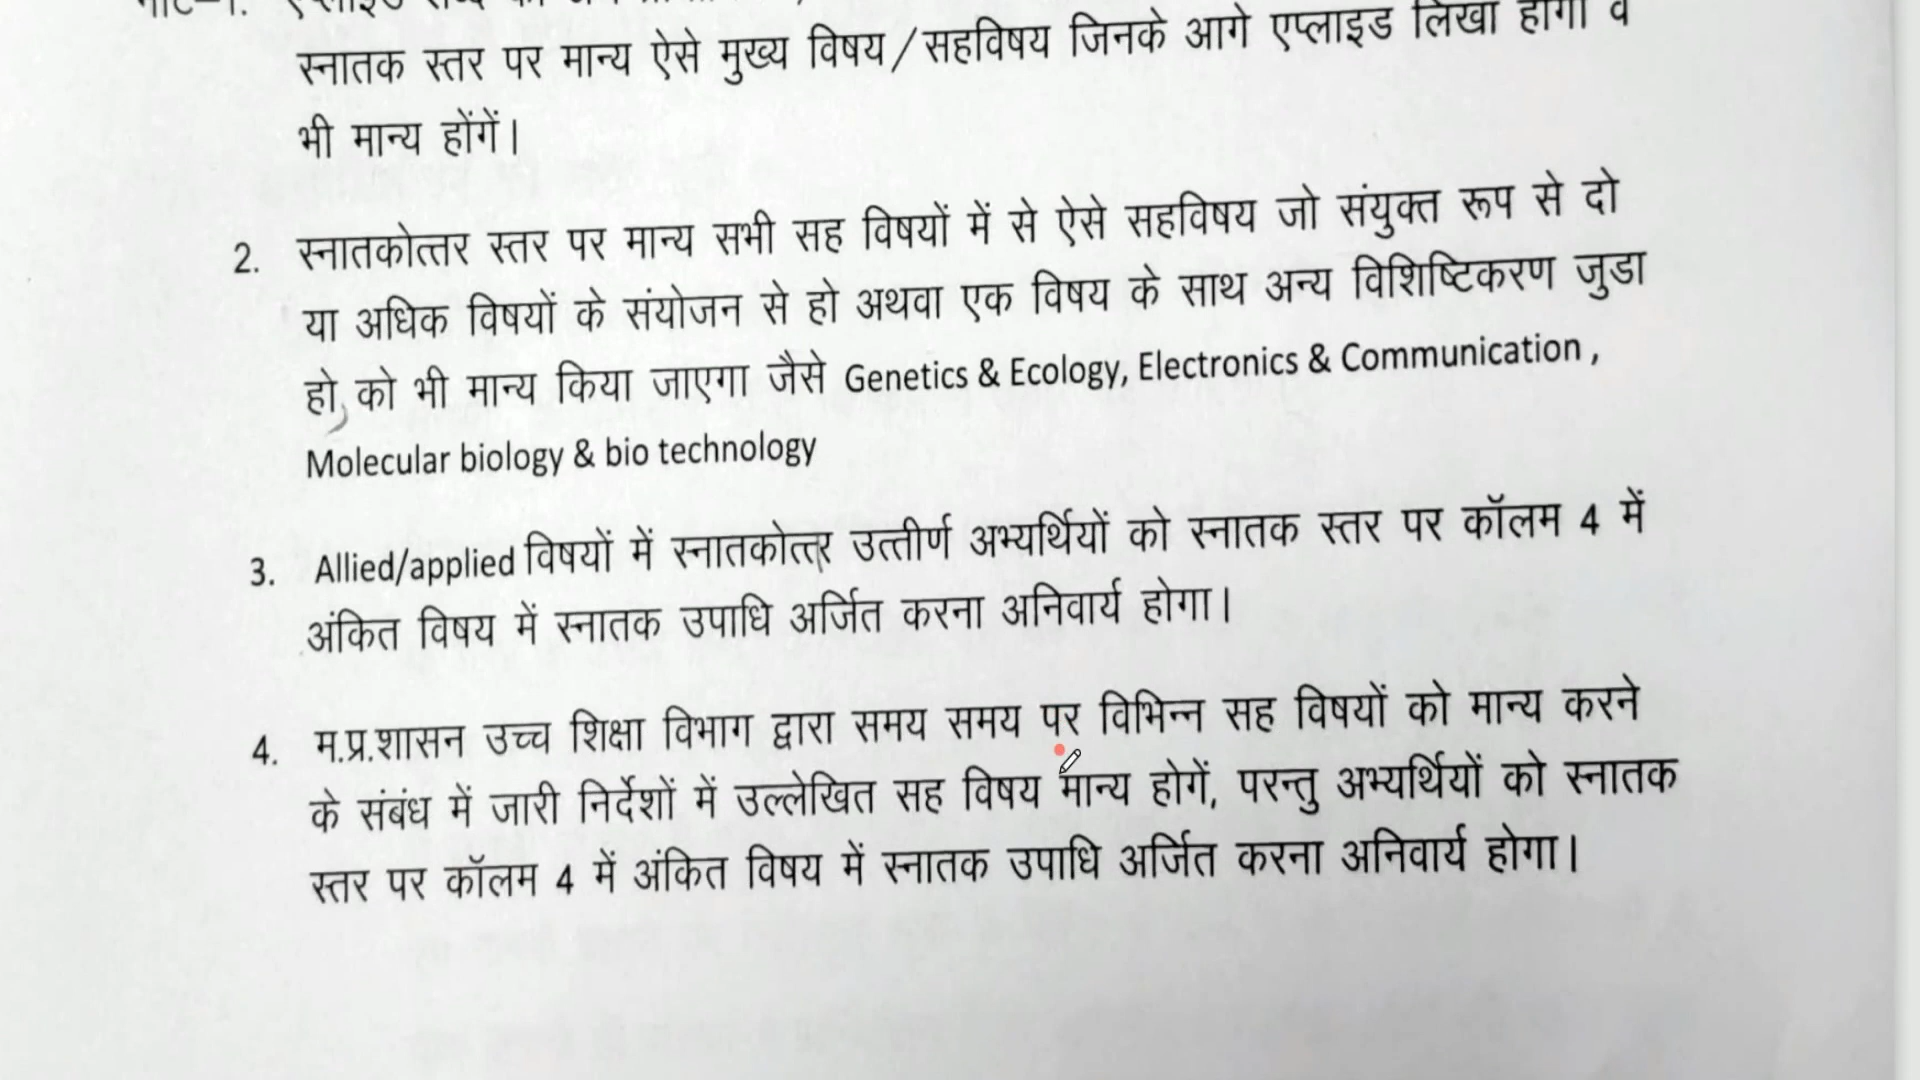 स्नातक स्तर पर मान्य ऐसे मुख्य विषय/सहविषय जिनके आगे एप्लाइड लिखा होगा व
भी मान्य होंगें।
2. स्नातकोत्तर स्तर पर मान्य सभी सह विषयों में से ऐसे सहविषय जो संयुक्त रूप से दो
या अधिक विषयों के संयोजन से हो अथवा एक विषय के साथ अन्य विशिष्टिकरण जुडा
हो, को भी मान्य किया जाएगा जैसे Genetics & Ecology, Electronics & Communication ,
Molecular biology & bio technology
3. Allied/applied विषयों में स्नातकोत्तर उत्तीर्ण अभ्यर्थियों को स्नातक स्तर पर कॉलम 4 में
अंकित विषय में स्नातक उपाधि अर्जित करना अनिवार्य होगा।
4. म.प्र.शासन उच्च शिक्षा विभाग द्वारा समय समय पर विभिन्न सह विषयों को मान्य करने
के संबंध में जारी निर्देशों में उल्लेखित सह विषय मान्य होगें, परन्तु अभ्यर्थियों को स्नातक
स्तर पर कॉलम 4 में अंकित विषय में स्नातक उपाधि अर्जित करना अनिवार्य होगा।